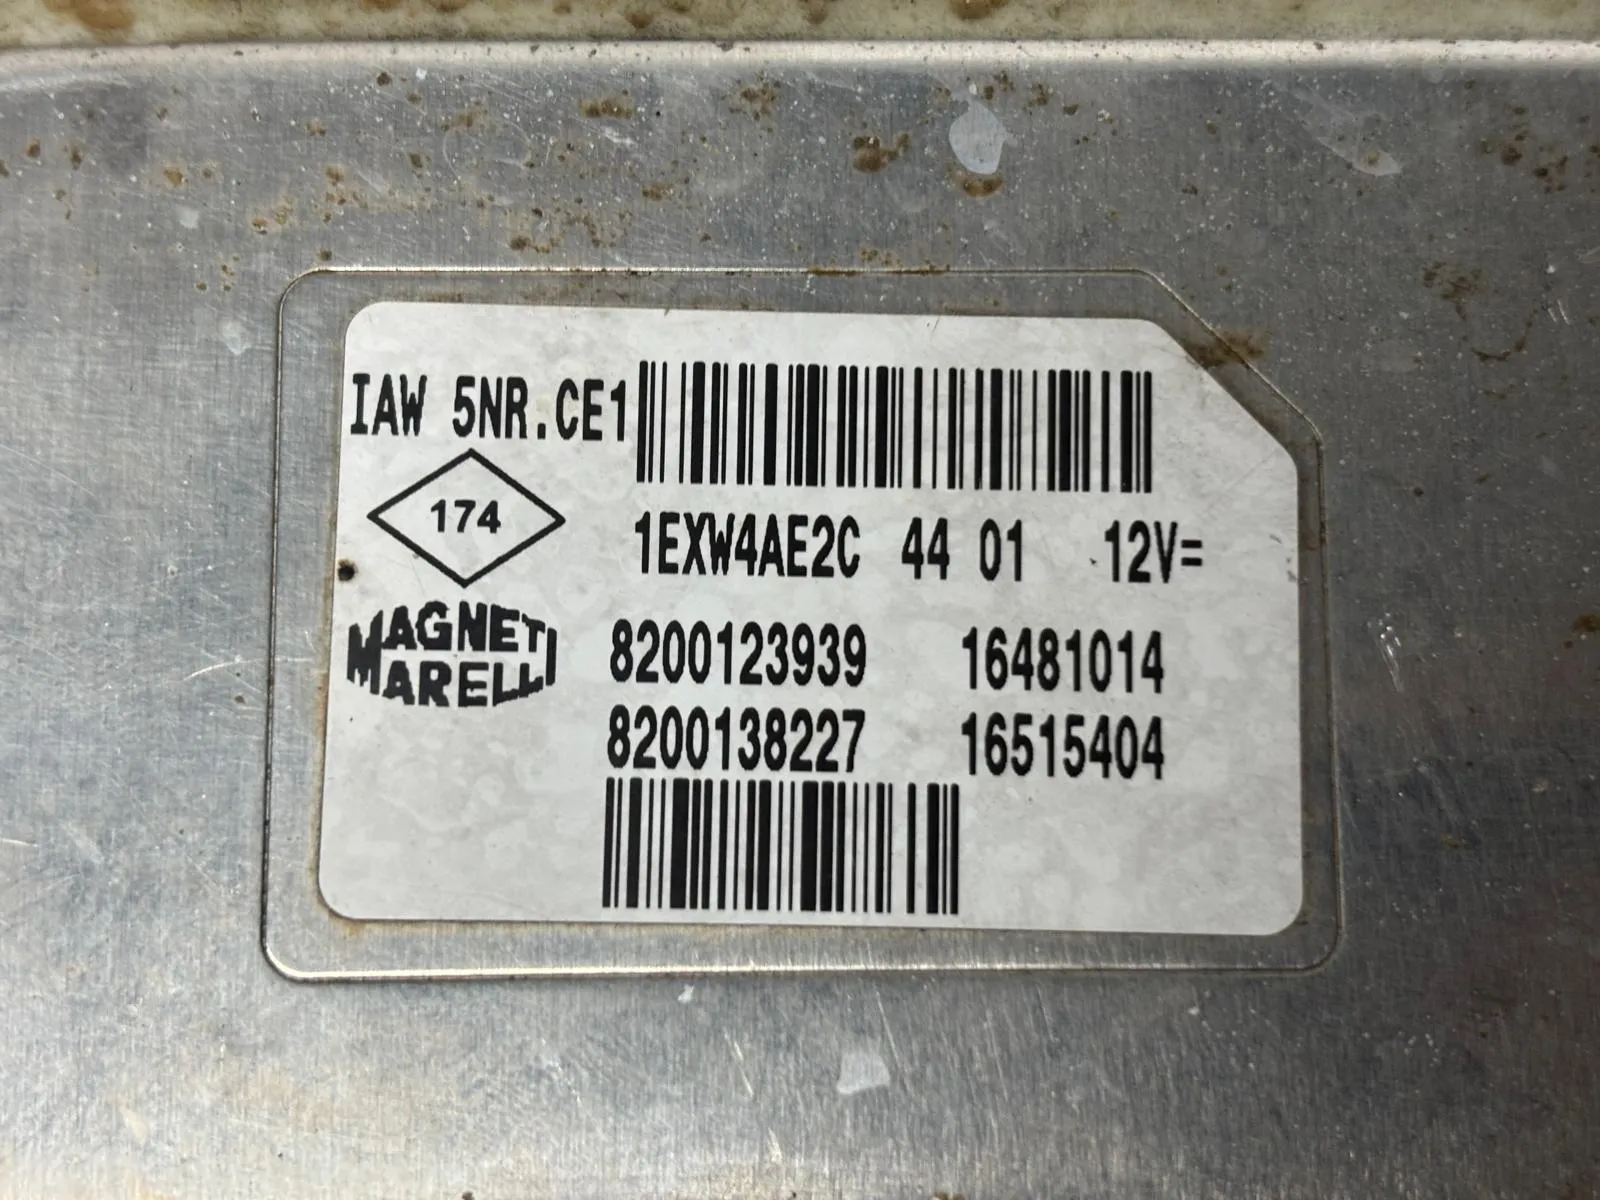 IAW 5NR.CE1
174
1EXW4AE2C 44 01 12V=
MAGNETI
MARELLI
8200123939 16481014
8200138227 16515404